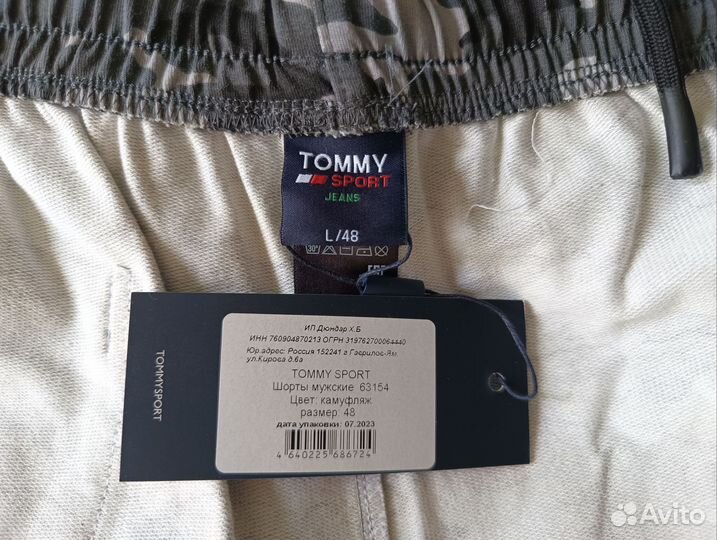 TOMMY
SPORT
JEANS
L/48
30°
TOMMYSPORT
ИП Дюндар Х.Б
ИНН 760904870213 ОГРН 319762700064440
Юр.адрес: Россия 152241 г Гаврилов-Ям,
ул.Кирова д.6а
TOMMY SPORT
Шорты мужские 63154
Цвет: камуфляж
размер: 48
дата упаковки: 07.2023
4 640225 686724
Avito